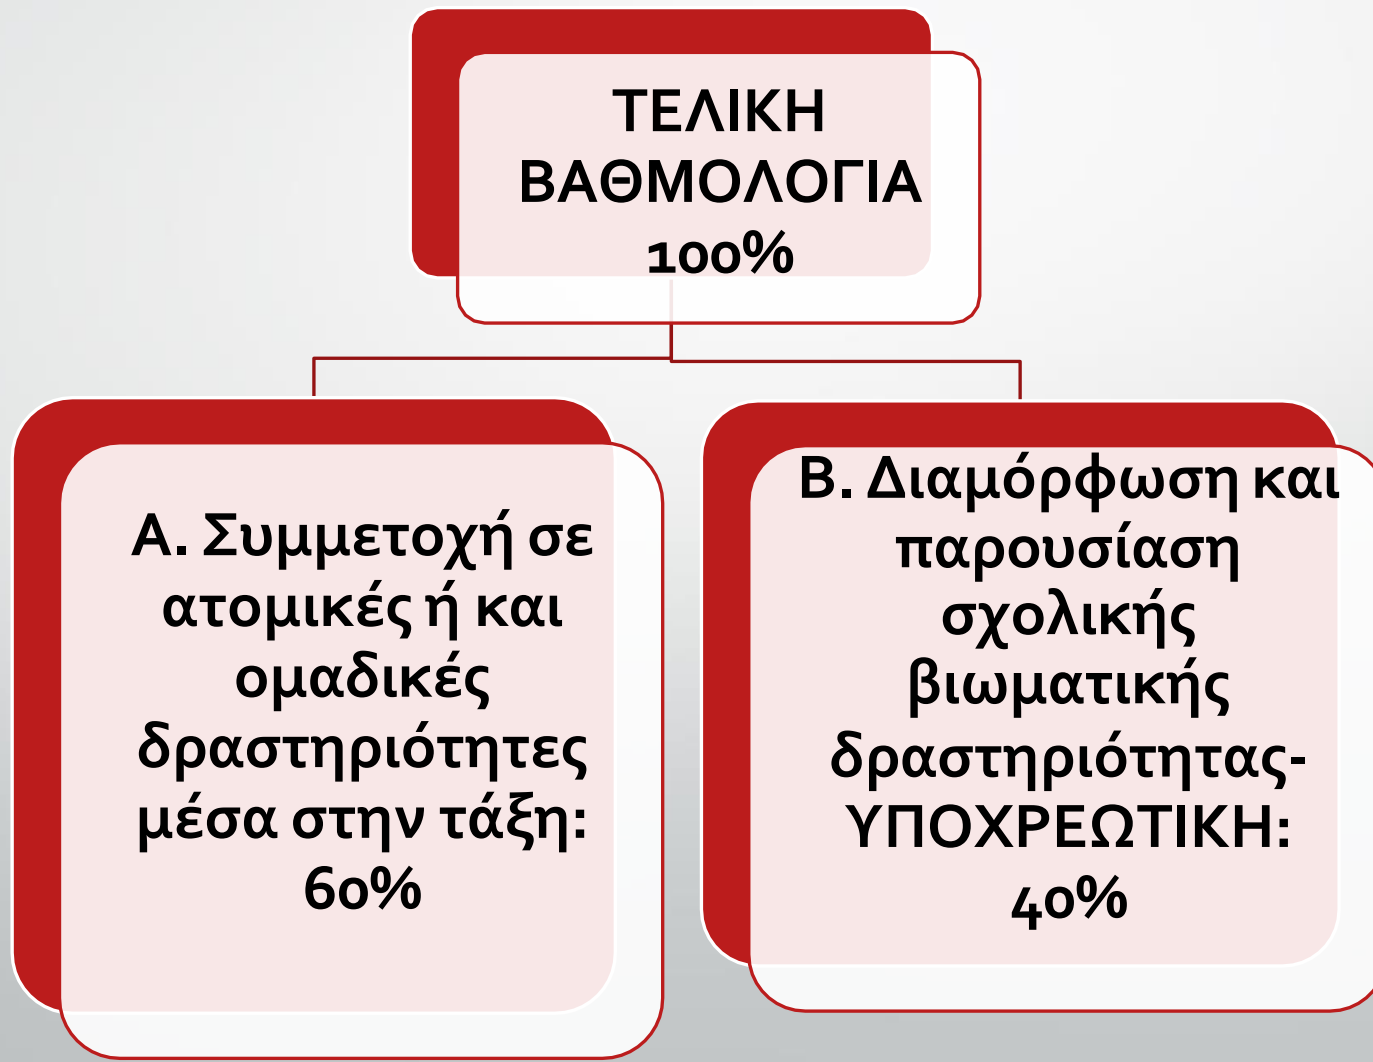 ΤΕΛΙΚΗ
ΒΑΘΜΟΛΟΓΙΑ
100%
Α. Συμμετοχή σε
ατομικές ή και
ομαδικές
δραστηριότητες
μέσα στην τάξη:
60%
Β. Διαμόρφωση και
παρουσίαση
σχολικής
βιωματικής
δραστηριότητας-
ΥΠΟΧΡΕΩΤΙΚΗ:
40%